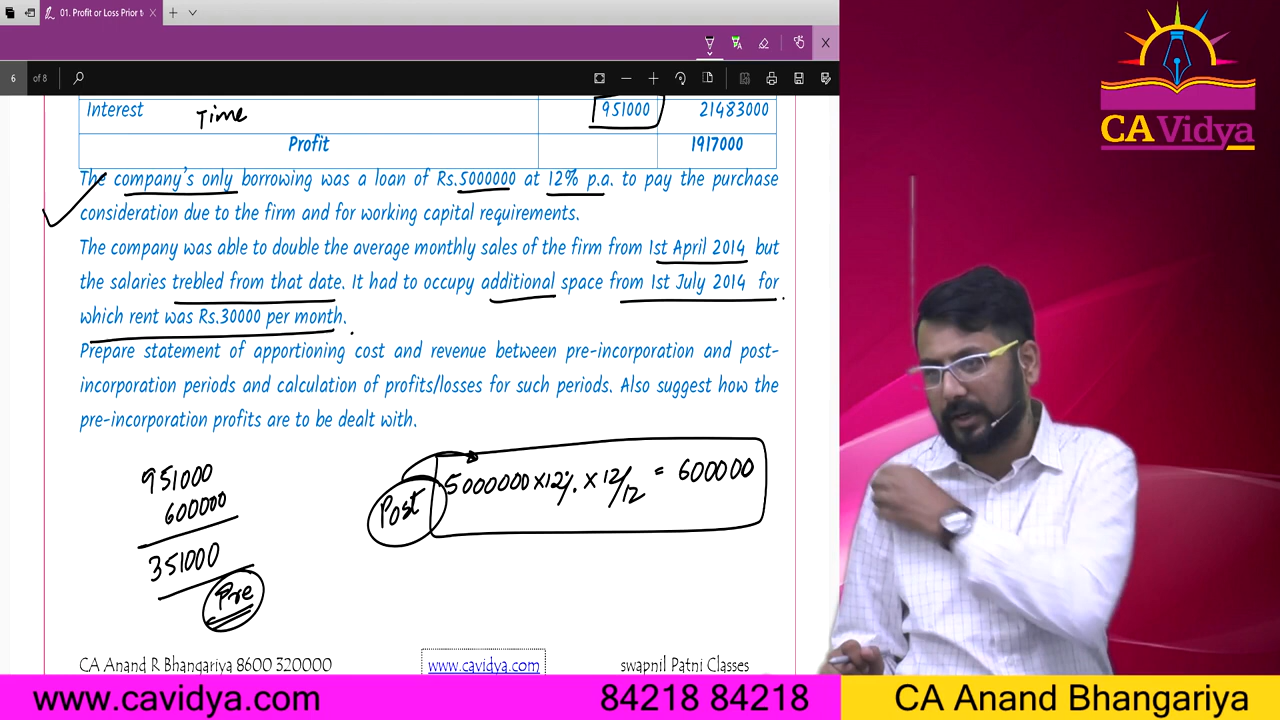 01. Profit or Loss Prior t
6 of 8
Interest Time 951000 21483000
Profit 1917000
The company's only borrowing was a loan of Rs.5000000 at 12% p.a. to pay the purchase
consideration due to the firm and for working capital requirements.
The company was able to double the average monthly sales of the firm from 1st April 2014 but
the salaries trebled from that date. It had to occupy additional space from 1st July 2014 for
which rent was Rs.30000 per month.
Prepare statement of apportioning cost and revenue between pre-incorporation and post-
incorporation periods and calculation of profits/losses for such periods. Also suggest how the
pre-incorporation profits are to be dealt with.
951000
600000
351000
Pre
Post 5000000 x 12% x 12/12 = 600000
CA Anand R Bhangariya 8600 320000 www.cavidya.com swapnil Patni Classes
CA Vidya
www.cavidya.com 84218 84218 CA Anand Bhangariya